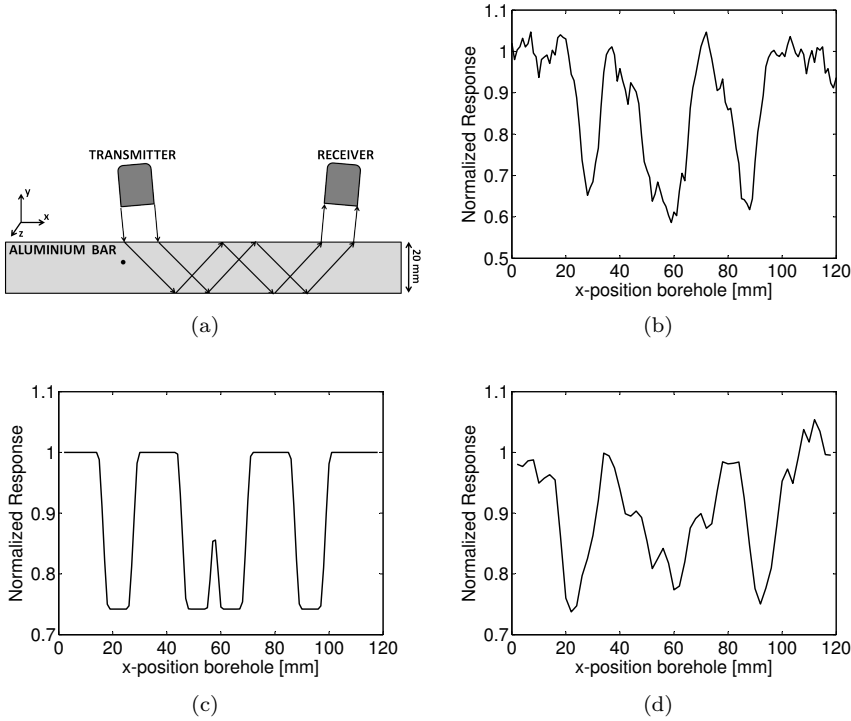 TRANSMITTER
RECEIVER
y
x
z
ALUMINIUM BAR
20 mm
(a)
1.1
1
0.9
0.8
0.7
0.6
0.5
0
20
40
60
80
100
120
Normalized Response
x-position borehole [mm]
(b)
1.1
1
0.9
0.8
0.7
0
20
40
60
80
100
120
Normalized Response
x-position borehole [mm]
(c)
1.1
1
0.9
0.8
0.7
0
20
40
60
80
100
120
Normalized Response
x-position borehole [mm]
(d)